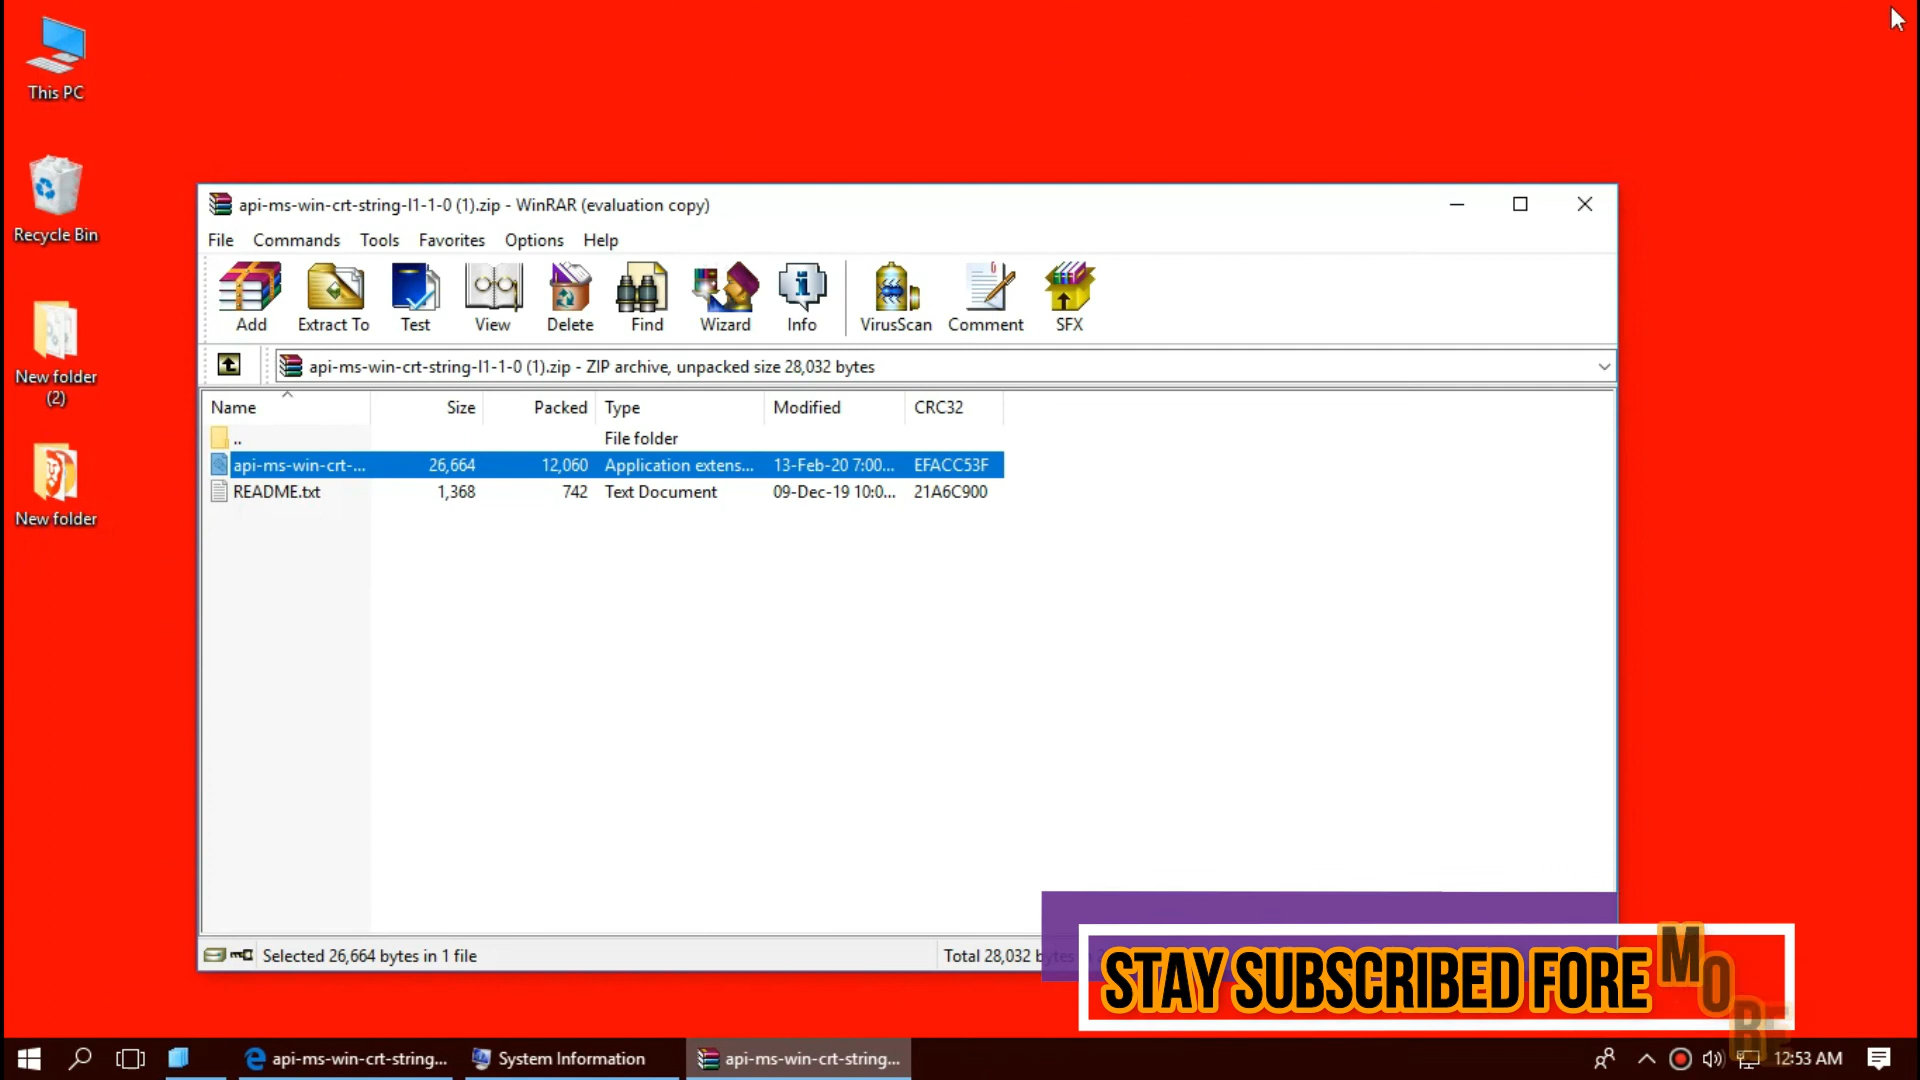 This PC
Recycle Bin
New folder
(2)
New folder
api-ms-win-crt-string-l1-1-0 (1).zip - WinRAR (evaluation copy)
File Commands Tools Favorites Options Help
Add Extract To Test View Delete Find Wizard Info VirusScan Comment SFX
api-ms-win-crt-string-l1-1-0 (1).zip - ZIP archive, unpacked size 28,032 bytes
Name Size Packed Type Modified CRC32
.. File folder
api-ms-win-crt-... 26,664 12,060 Application extens... 13-Feb-20 7:00... EFACC53F
README.txt 1,368 742 Text Document 09-Dec-19 10:0... 21A6C900
Selected 26,664 bytes in 1 file
Total 28,032 bytes
STAY SUBSCRIBED FORE MORE
api-ms-win-crt-string... System Information api-ms-win-crt-string... 12:53 AM